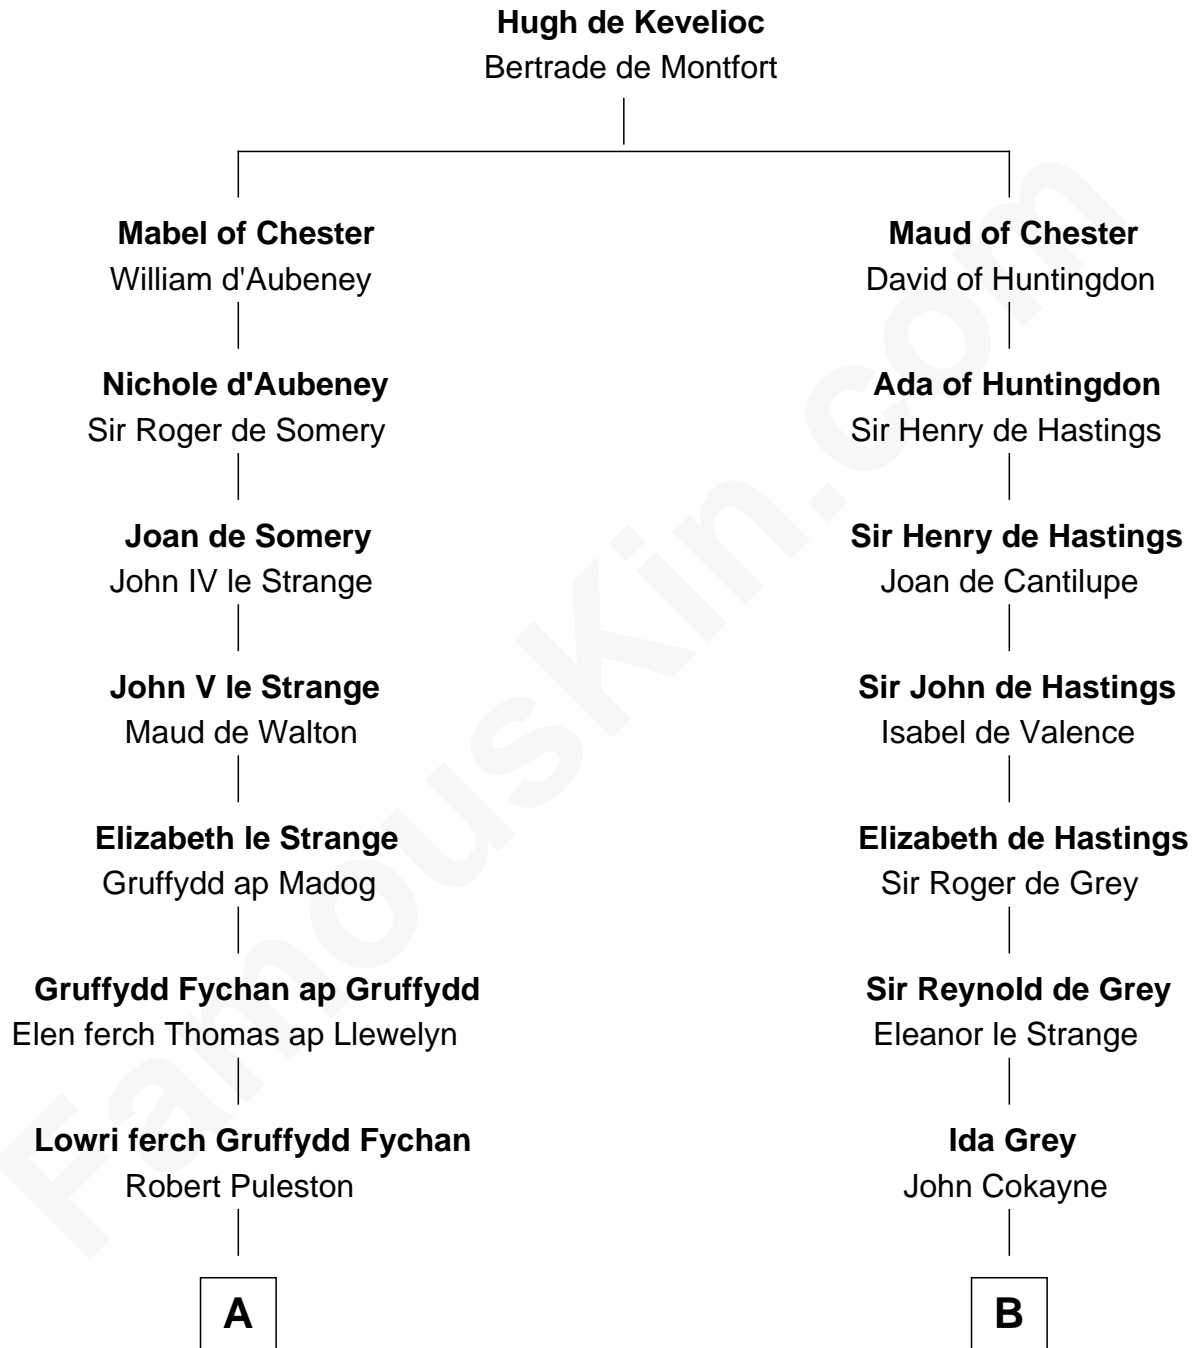 Hugh de Kevelioc
Bertrade de Montfort
Mabel of Chester
William d'Aubeney
Maud of Chester
David of Huntingdon
Nichole d'Aubeney
Sir Roger de Somery
Ada of Huntingdon
Sir Henry de Hastings
Joan de Somery
John IV le Strange
Sir Henry de Hastings
Joan de Cantilupe
John V le Strange
Maud de Walton
Sir John de Hastings
Isabel de Valence
Elizabeth le Strange
Gruffydd ap Madog
Elizabeth de Hastings
Sir Roger de Grey
Gruffydd Fychan ap Gruffydd
Elen ferch Thomas ap Llewelyn
Sir Reynold de Grey
Eleanor le Strange
Lowri ferch Gruffydd Fychan
Robert Puleston
Ida Grey
John Cokayne
A
B
FamousKin.com